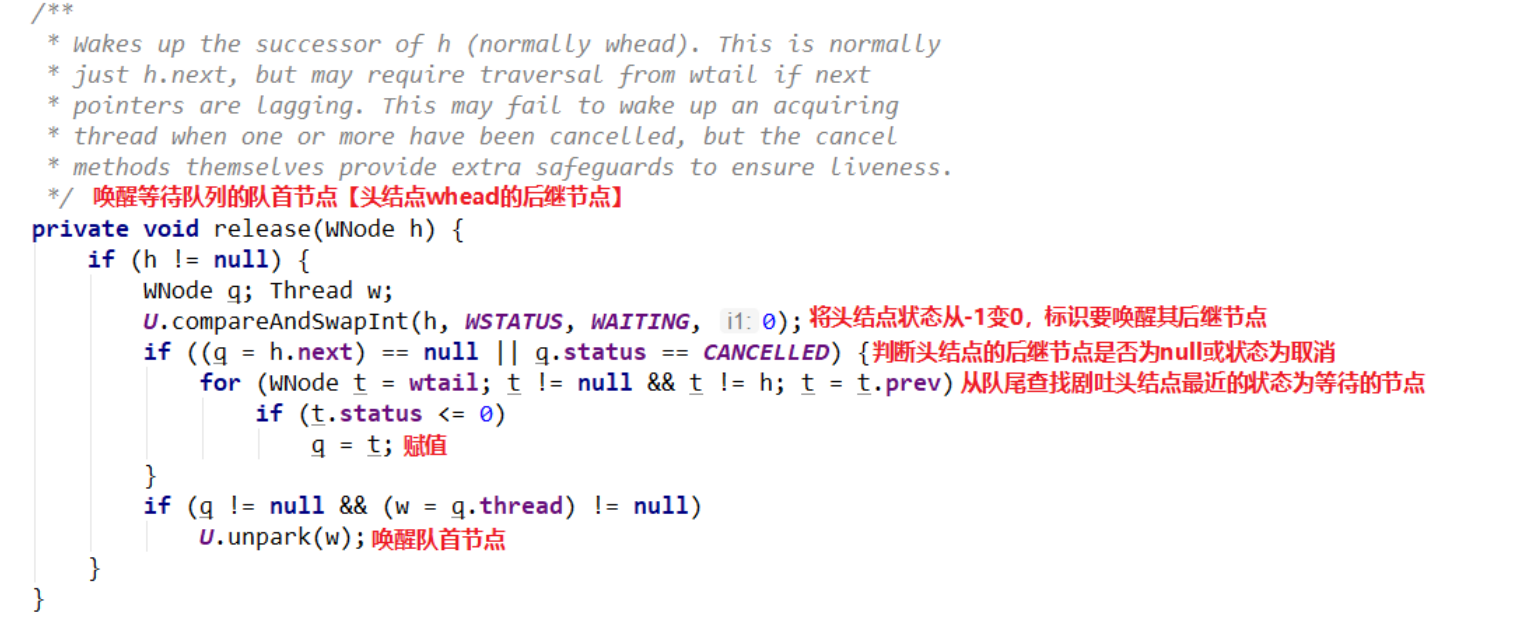 /**
 * Wakes up the successor of h (normally whead). This is normally
 * just h.next, but may require traversal from wtail if next
 * pointers are lagging. This may fail to wake up an acquiring
 * thread when one or more have been cancelled, but the cancel
 * methods themselves provide extra safeguards to ensure liveness.
 */ 唤醒等待队列的队首节点【头结点whead的后继节点】
private void release(WNode h) {
    if (h != null) {
        WNode q; Thread w;
        U.compareAndSwapInt(h, WSTATUS, WAITING, i1: 0); 将头结点状态从-1变0，标识要唤醒其后继节点
        if ((q = h.next) == null || q.status == CANCELLED) { 判断头结点的后继节点是否为null或状态为取消
            for (WNode t = wtail; t != null && t != h; t = t.prev) 从队尾查找剧吐头结点最近的状态为等待的节点
                if (t.status <= 0)
                    q = t; 赋值
        }
        if (q != null && (w = q.thread) != null)
            U.unpark(w); 唤醒队首节点
    }
}